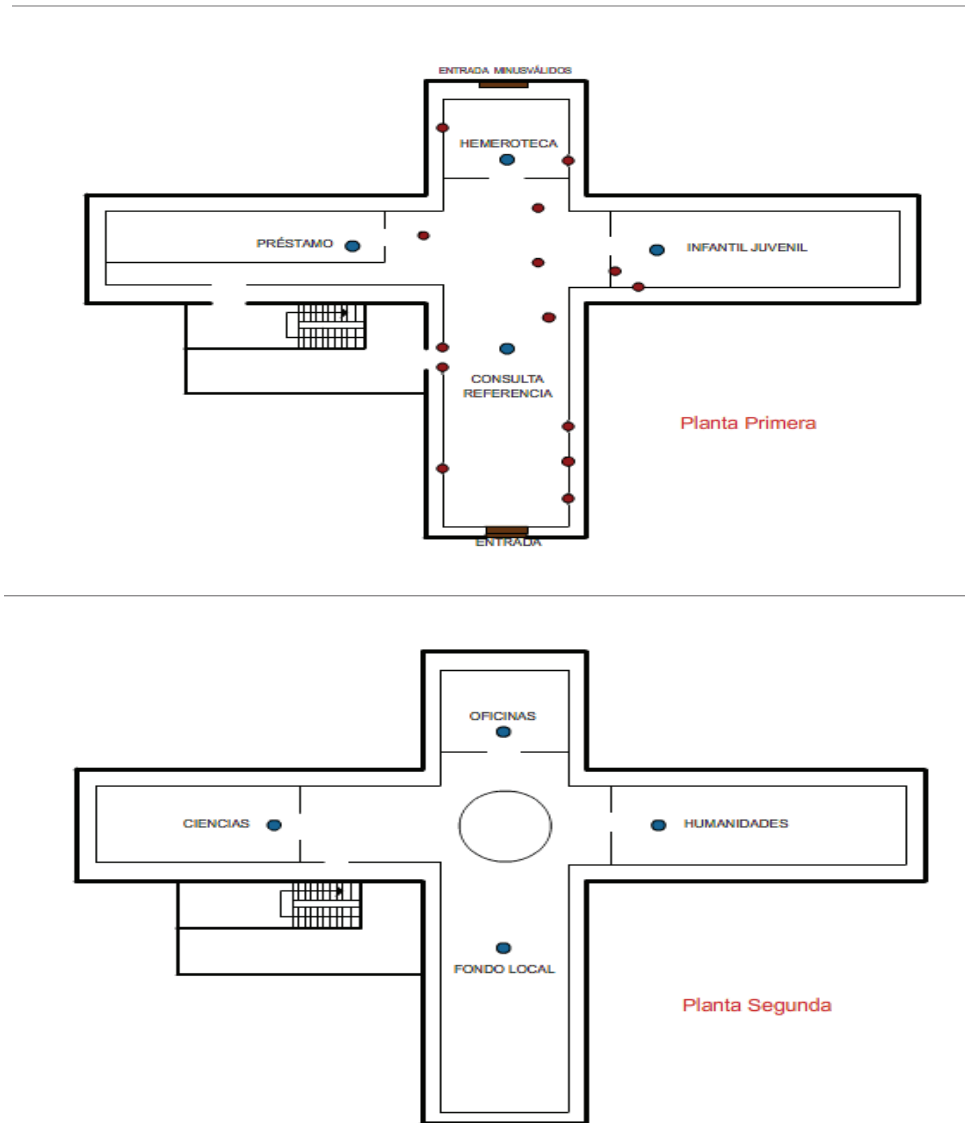 ENTRADA MINUSVÁLIDOS
HEMEROTECA
PRÉSTAMO
INFANTIL JUVENIL
CONSULTA
REFERENCIA
Planta Primera
ENTRADA
OFICINAS
CIENCIAS
HUMANIDADES
FONDO LOCAL
Planta Segunda